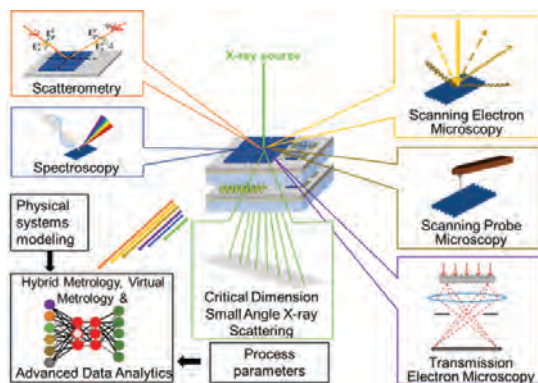 X-ray source
Scatterometry
Scanning Electron
Microscopy
Spectroscopy
Scanning Probe
Microscopy
Physical
systems
modeling
Critical Dimension
Small Angle X-ray
Scattering
Hybrid Metrology, Virtual
Metrology &
Advanced Data Analytics
Process
parameters
Transmission
Electron Microscopy